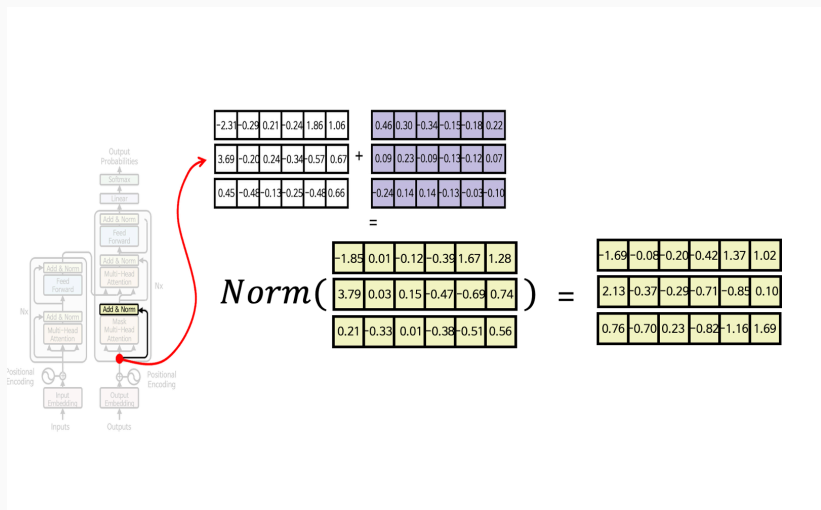 -2.31 -0.29 0.21 -0.24 1.86 1.06
3.69 -0.20 0.24 -0.34 -0.57 0.67
0.45 -0.48 -0.13 -0.25 -0.48 0.66
+
0.46 0.30 -0.34 -0.15 -0.18 0.22
0.09 0.23 -0.09 -0.13 -0.12 0.07
-0.24 0.14 0.14 -0.13 -0.03 -0.10
=
Norm(
-1.85 0.01 -0.12 -0.39 1.67 1.28
3.79 0.03 0.15 -0.47 -0.69 0.74
0.21 -0.33 0.01 -0.38 -0.51 0.56
) =
-1.69 -0.08 -0.20 -0.42 1.37 1.02
2.13 -0.37 -0.29 -0.71 -0.85 0.10
0.76 -0.70 0.23 -0.82 -1.16 1.69
Output
Probabilities
Softmax
Linear
Add & Norm
Feed
Forward
Add & Norm
Multi-Head
Attention
Nx
Add & Norm
Mask
Multi-Head
Attention
Add & Norm
Feed
Forward
Nx
Add & Norm
Multi-Head
Attention
Positional
Encoding
Positional
Encoding
Input
Embedding
Output
Embedding
Inputs
Outputs